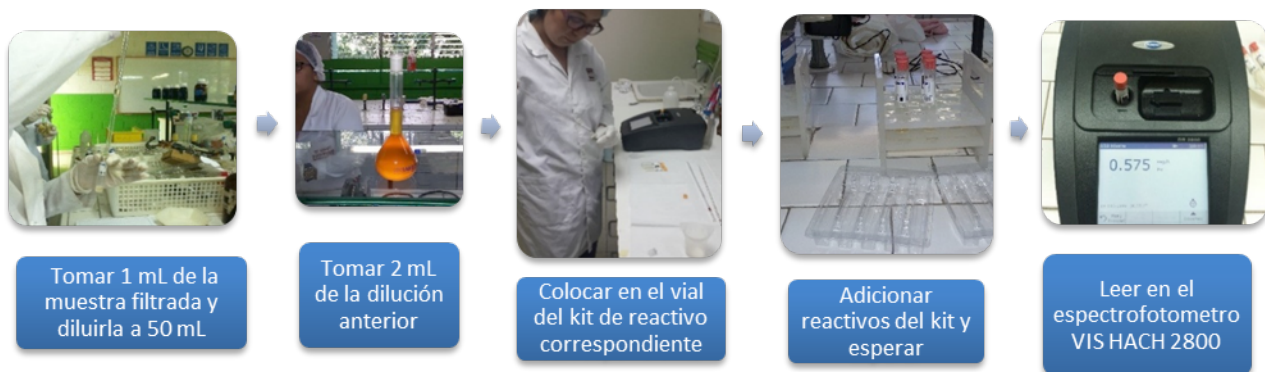 Tomar 1 mL de la
muestra filtrada y
diluirla a 50 mL
Tomar 2 mL
de la dilución
anterior
Colocar en el vial
del kit de reactivo
correspondiente
Adicionar
reactivos del kit y
esperar
0.575
Leer en el
espectrofotometro
VIS HACH 2800